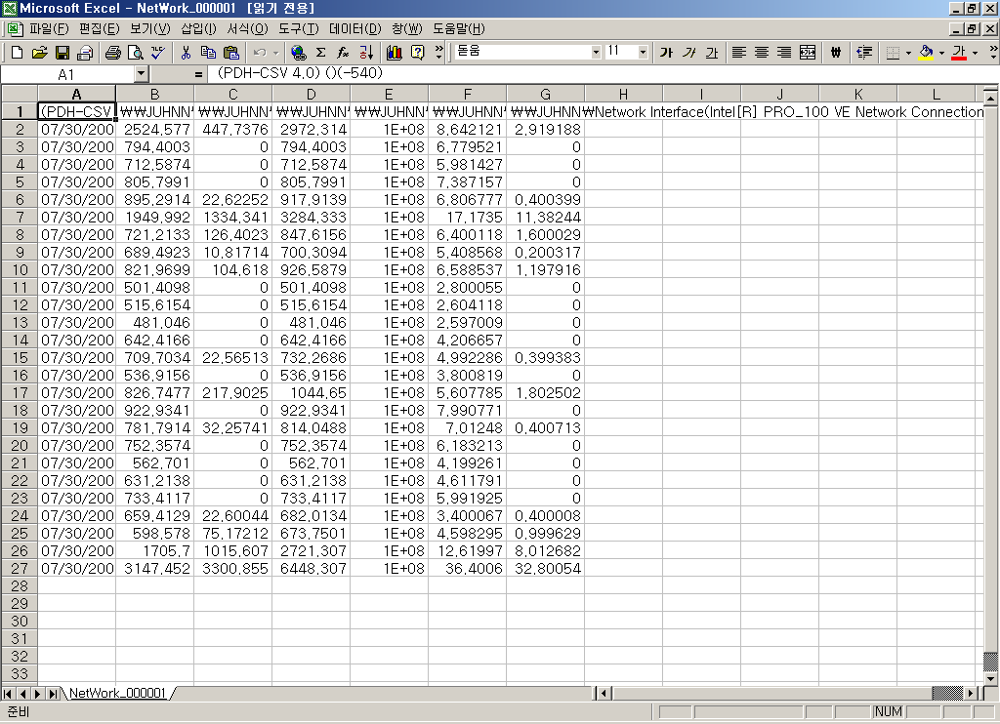 Microsoft Excel - NetWork_000001 [읽기 전용]
파일(F) 편집(E) 보기(V) 삽입(I) 서식(O) 도구(T) 데이터(D) 창(W) 도움말(H)
돋움 11 가 가 가 ₩ 가
A1 = (PDH-CSV 4.0) ()(-540)
A B C D E F G H I J K L
1 (PDH-CSV ₩₩JUHNN' ₩₩JUHNN' ₩₩JUHNN' ₩₩JUHNN' ₩₩JUHNN' ₩₩JUHNN₩Network Interface(Intel[R] PRO_100 VE Network Connection
2 07/30/200 2524.577 447.7376 2972.314 1E+08 8.642121 2.919188
3 07/30/200 794.4003 0 794.4003 1E+08 6.779521 0
4 07/30/200 712.5874 0 712.5874 1E+08 5.981427 0
5 07/30/200 805.7991 0 805.7991 1E+08 7.387157 0
6 07/30/200 895.2914 22.62252 917.9139 1E+08 6.806777 0.400399
7 07/30/200 1949.992 1334.341 3284.333 1E+08 17.1735 11.38244
8 07/30/200 721.2133 126.4023 847.6156 1E+08 6.400118 1.600029
9 07/30/200 689.4923 10.81714 700.3094 1E+08 5.408568 0.200317
10 07/30/200 821.9699 104.618 926.5879 1E+08 6.588537 1.197916
11 07/30/200 501.4098 0 501.4098 1E+08 2.800055 0
12 07/30/200 515.6154 0 515.6154 1E+08 2.604118 0
13 07/30/200 481.046 0 481.046 1E+08 2.597009 0
14 07/30/200 642.4166 0 642.4166 1E+08 4.206657 0
15 07/30/200 709.7034 22.56513 732.2686 1E+08 4.992286 0.399383
16 07/30/200 536.9156 0 536.9156 1E+08 3.800819 0
17 07/30/200 826.7477 217.9025 1044.65 1E+08 5.607785 1.802502
18 07/30/200 922.9341 0 922.9341 1E+08 7.990771 0
19 07/30/200 781.7914 32.25741 814.0488 1E+08 7.01248 0.400713
20 07/30/200 752.3574 0 752.3574 1E+08 6.183213 0
21 07/30/200 562.701 0 562.701 1E+08 4.199261 0
22 07/30/200 631.2138 0 631.2138 1E+08 4.611791 0
23 07/30/200 733.4117 0 733.4117 1E+08 5.991925 0
24 07/30/200 659.4129 22.60044 682.0134 1E+08 3.400067 0.400008
25 07/30/200 598.578 75.17212 673.7501 1E+08 4.598295 0.999629
26 07/30/200 1705.7 1015.607 2721.307 1E+08 12.61997 8.012682
27 07/30/200 3147.452 3300.855 6448.307 1E+08 36.4006 32.80054
28
29
30
31
32
33
NetWork_000001
준비 NUM